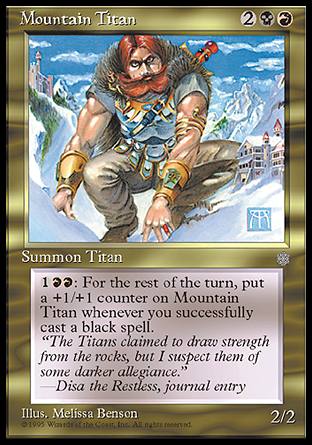 Mountain Titan 2
Summon Titan
1: For the rest of the turn, put
a +1/+1 counter on Mountain
Titan whenever you successfully
cast a black spell.
"The Titans claimed to draw strength
from the rocks, but I suspect them of
some darker allegiance."
—Disa the Restless, journal entry
2/2
Illus. Melissa Benson
©1995 Wizards of the Coast, Inc. All rights reserved.